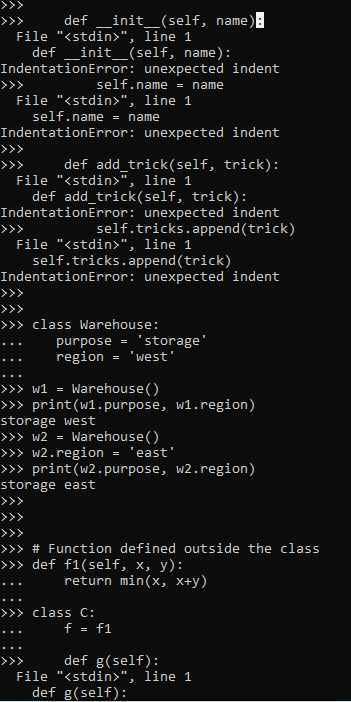 >>>
>>>     def __init__(self, name):
  File "<stdin>", line 1
    def __init__(self, name):
IndentationError: unexpected indent
>>>         self.name = name
  File "<stdin>", line 1
    self.name = name
IndentationError: unexpected indent
>>>
>>>     def add_trick(self, trick):
  File "<stdin>", line 1
    def add_trick(self, trick):
IndentationError: unexpected indent
>>>         self.tricks.append(trick)
  File "<stdin>", line 1
    self.tricks.append(trick)
IndentationError: unexpected indent
>>>
>>>
>>> class Warehouse:
...    purpose = 'storage'
...    region = 'west'
...
>>> w1 = Warehouse()
>>> print(w1.purpose, w1.region)
storage west
>>> w2 = Warehouse()
>>> w2.region = 'east'
>>> print(w2.purpose, w2.region)
storage east
>>>
>>>
>>>
>>> # Function defined outside the class
>>> def f1(self, x, y):
...     return min(x, x+y)
...
>>> class C:
...     f = f1
...
>>>     def g(self):
  File "<stdin>", line 1
    def g(self):